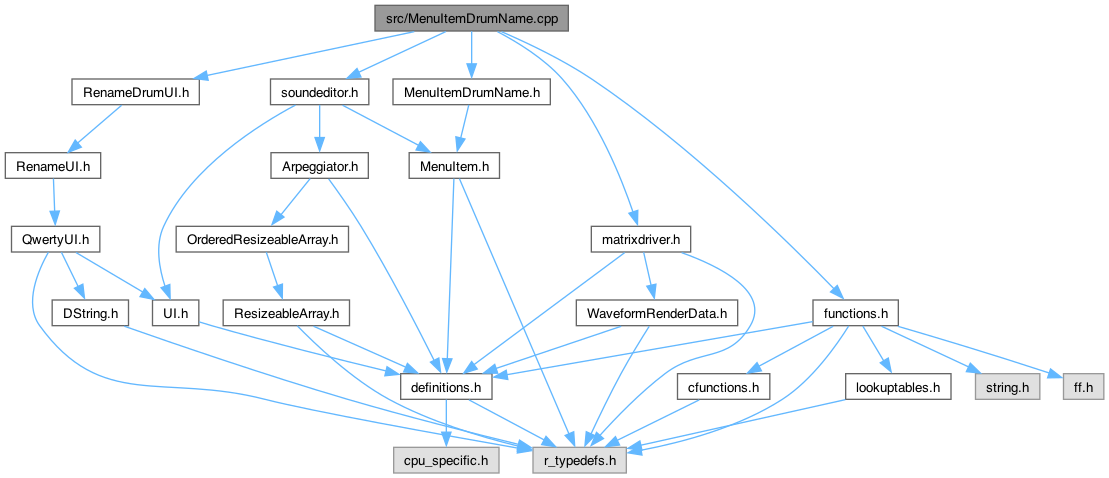 src/MenuItemDrumName.cpp
RenameDrumUI.h
soundeditor.h
MenuItemDrumName.h
RenameUI.h
Arpeggiator.h
MenuItem.h
QwertyUI.h
OrderedResizeableArray.h
matrixdriver.h
DString.h
UI.h
ResizeableArray.h
WaveformRenderData.h
functions.h
definitions.h
cfunctions.h
lookuptables.h
string.h
ff.h
cpu_specific.h
r_typedefs.h